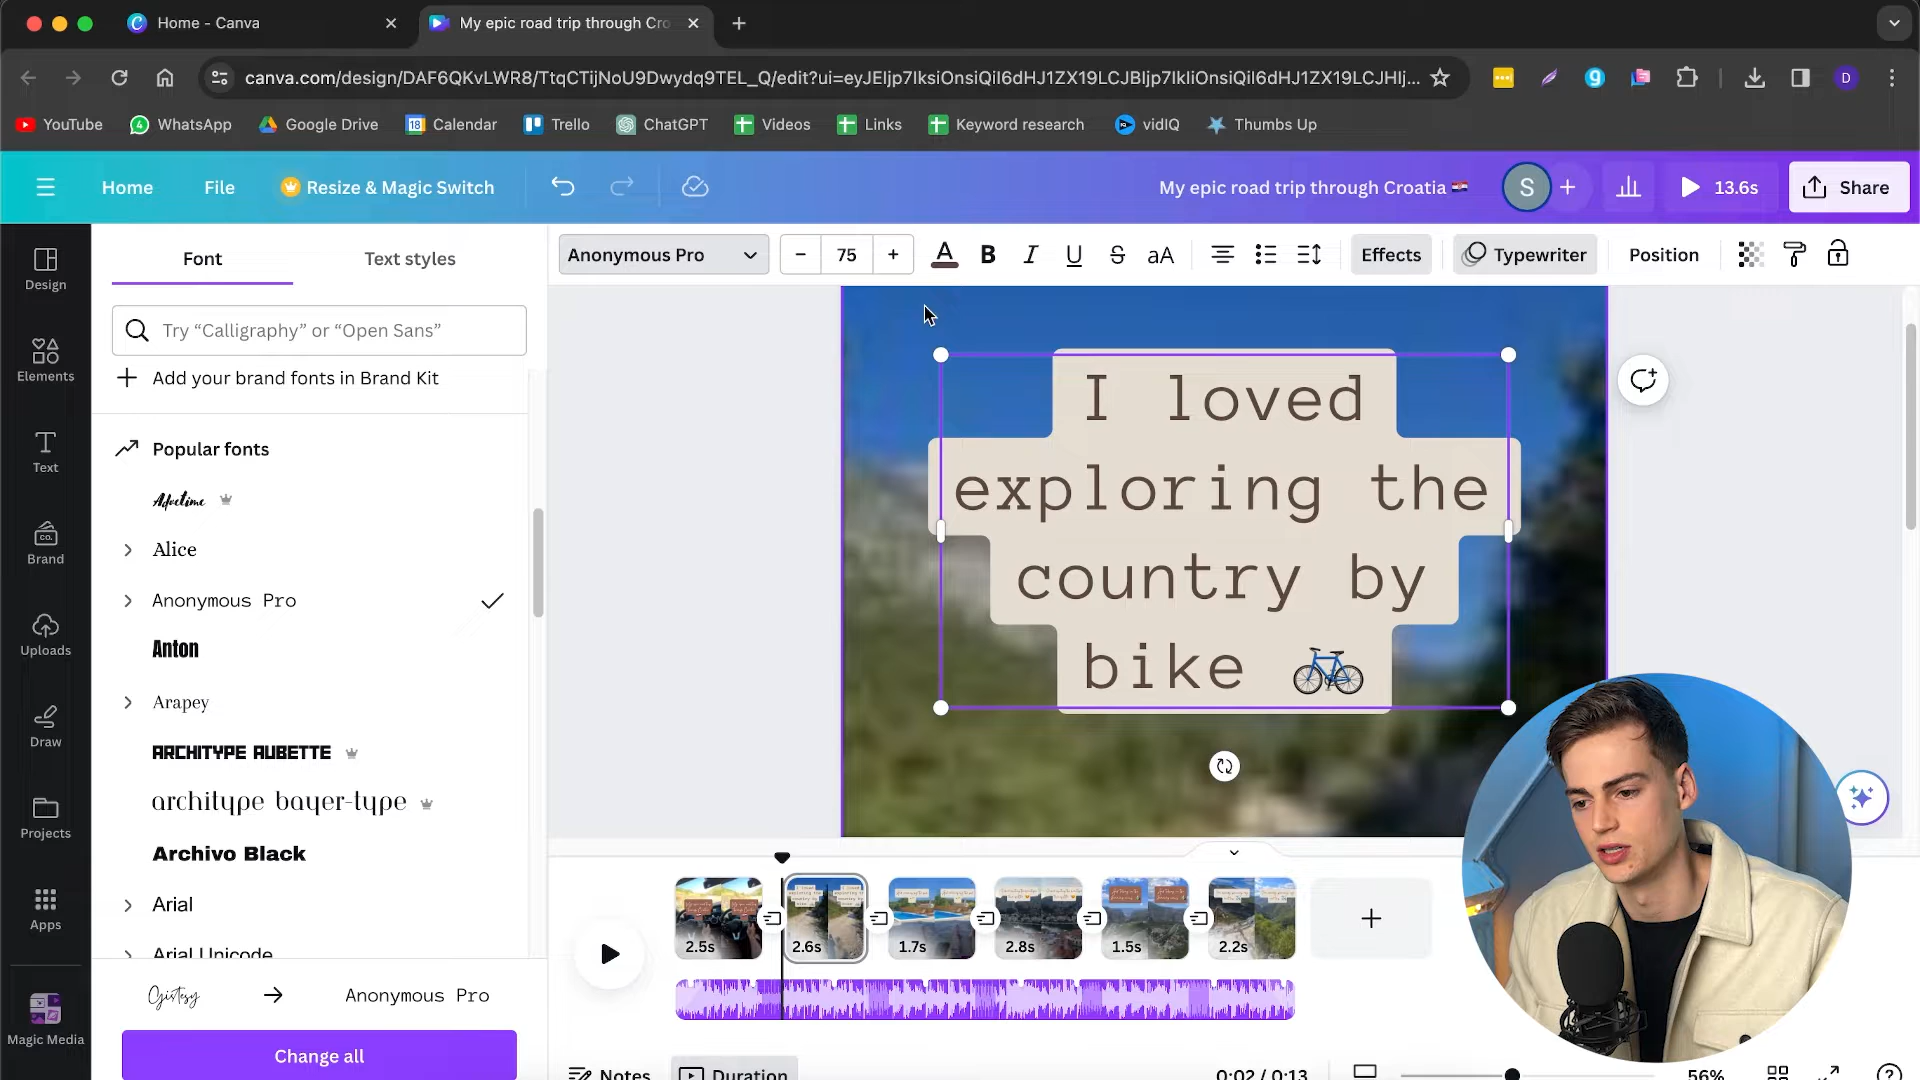 Home - Canva
My epic road trip through Cro
canva.com/design/DAF6QKvLWR8/TtqCTijNoU9Dwydq9TEL_Q/edit?ui=eyJEIjp7IksiOnsiQiI6dHJ1ZX19LCJBIjp7IkIiOnsiQiI6dHJ1ZX19LCJHIj...
D
YouTube
WhatsApp
Google Drive
Calendar
Trello
ChatGPT
Videos
Links
Keyword research
vidIQ
Thumbs Up
Home
File
Resize & Magic Switch
My epic road trip through Croatia
S
13.6s
Share
Font
Text styles
Anonymous Pro
75
Effects
Typewriter
Position
Design
Elements
Text
Brand
Uploads
Draw
Projects
Apps
Magic Media
Try “Calligraphy” or “Open Sans”
Add your brand fonts in Brand Kit
Popular fonts
Alice
Anonymous Pro
Anton
Arapey
ARCHITYPE AUBETTE
architype bayer-type
Archivo Black
Arial
Arial Unicode
Anonymous Pro
Change all
I loved
exploring the
country by
bike 🚲
2.5s
2.6s
1.7s
2.8s
1.5s
2.2s
Notes
Duration
0:02 / 0:13
56%